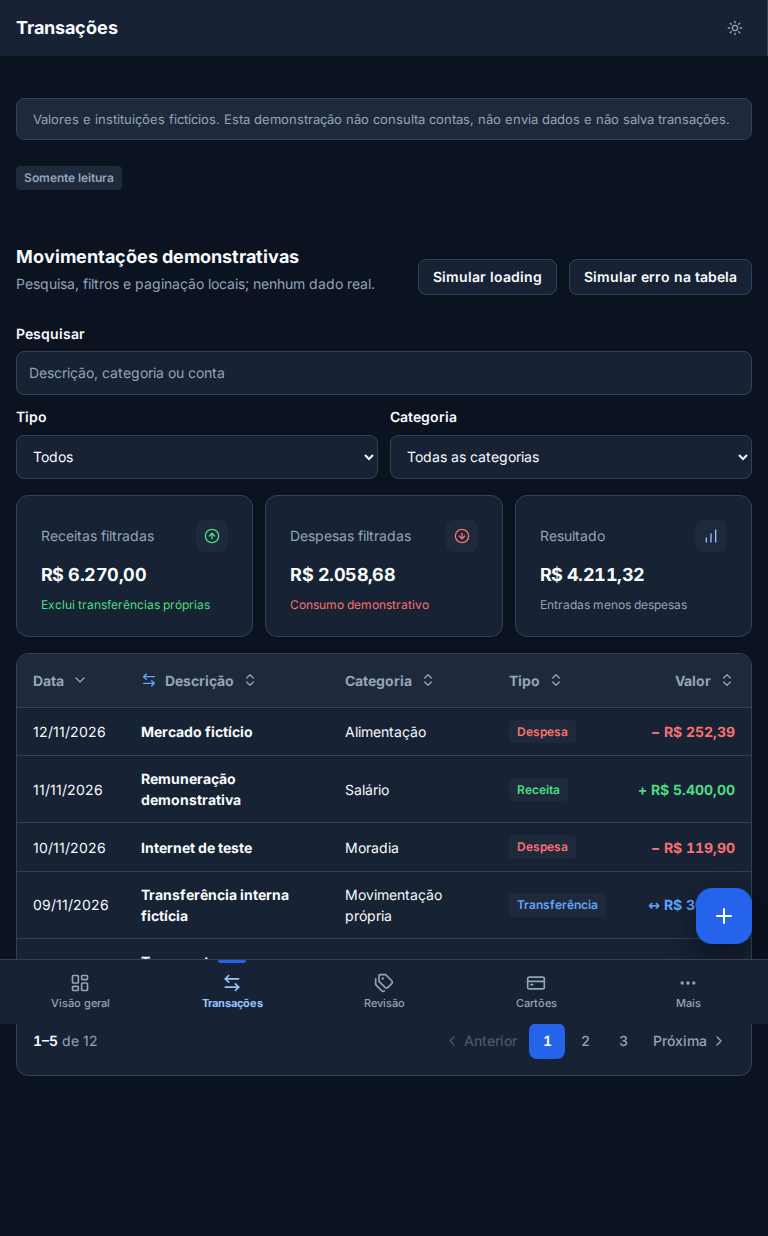 Transações
Valores e instituições fictícios. Esta demonstração não consulta contas, não envia dados e não salva transações.
Somente leitura
Movimentações demonstrativas
Pesquisa, filtros e paginação locais; nenhum dado real.
Simular loading
Simular erro na tabela
Pesquisar
Descrição, categoria ou conta
Tipo
Categoria
Todos
Todas as categorias
Receitas filtradas
R$ 6.270,00
Exclui transferências próprias
Despesas filtradas
R$ 2.058,68
Consumo demonstrativo
Resultado
R$ 4.211,32
Entradas menos despesas
Data Descrição Categoria Tipo Valor
12/11/2026 Mercado fictício Alimentação Despesa − R$ 252,39
11/11/2026 Remuneração demonstrativa Salário Receita + R$ 5.400,00
10/11/2026 Internet de teste Moradia Despesa − R$ 119,90
09/11/2026 Transferência interna fictícia Movimentação própria Transferência ↔ R$
Visão geral
Transações
Revisão
Cartões
Mais
1–5 de 12
Anterior 1 2 3 Próxima